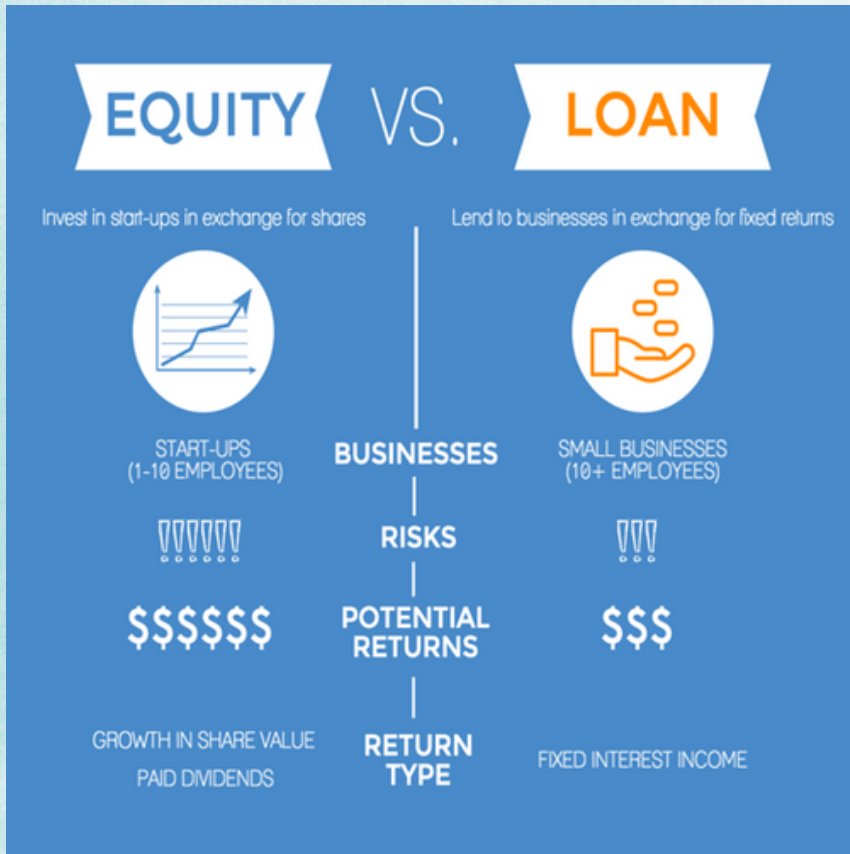 EQUITY VS. LOAN
Invest in start-ups in exchange for shares
Lend to businesses in exchange for fixed returns
START-UPS
(1-10 EMPLOYEES)
BUSINESSES
SMALL BUSINESSES
(10+ EMPLOYEES)
!!!!!!
RISKS
!!!
$$$$$$
POTENTIAL
RETURNS
$$$
GROWTH IN SHARE VALUE
PAID DIVIDENDS
RETURN
TYPE
FIXED INTEREST INCOME